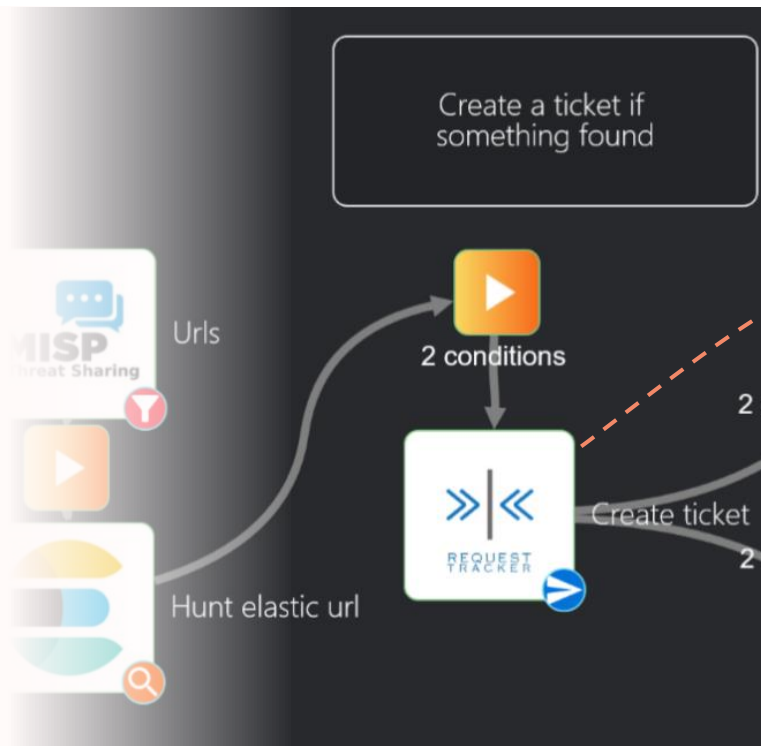 Create a ticket if
something found
MISP
Threat Sharing
Urls
2 conditions
2
REQUEST
TRACKER
Create ticket
2
Hunt elastic url